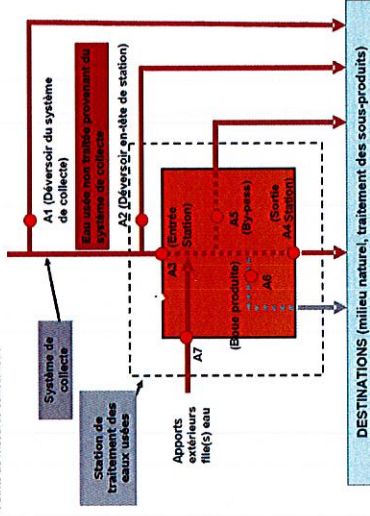 A1 (Déversoir du système
de collecte)
Système de
collecte
Eau usée non traitée provenant du
système de collecte
A2 (Déversoir en-tête de station)
Station de
traitement des
eaux usées
A3 (Entrée
Station)
A7
Apports
extérieurs
file(s) eau
A5
(By-pass)
(Boue produite)
A6
(Sortie
A4 Station)
DESTINATIONS (milieu naturel, traitement des sous-produits)